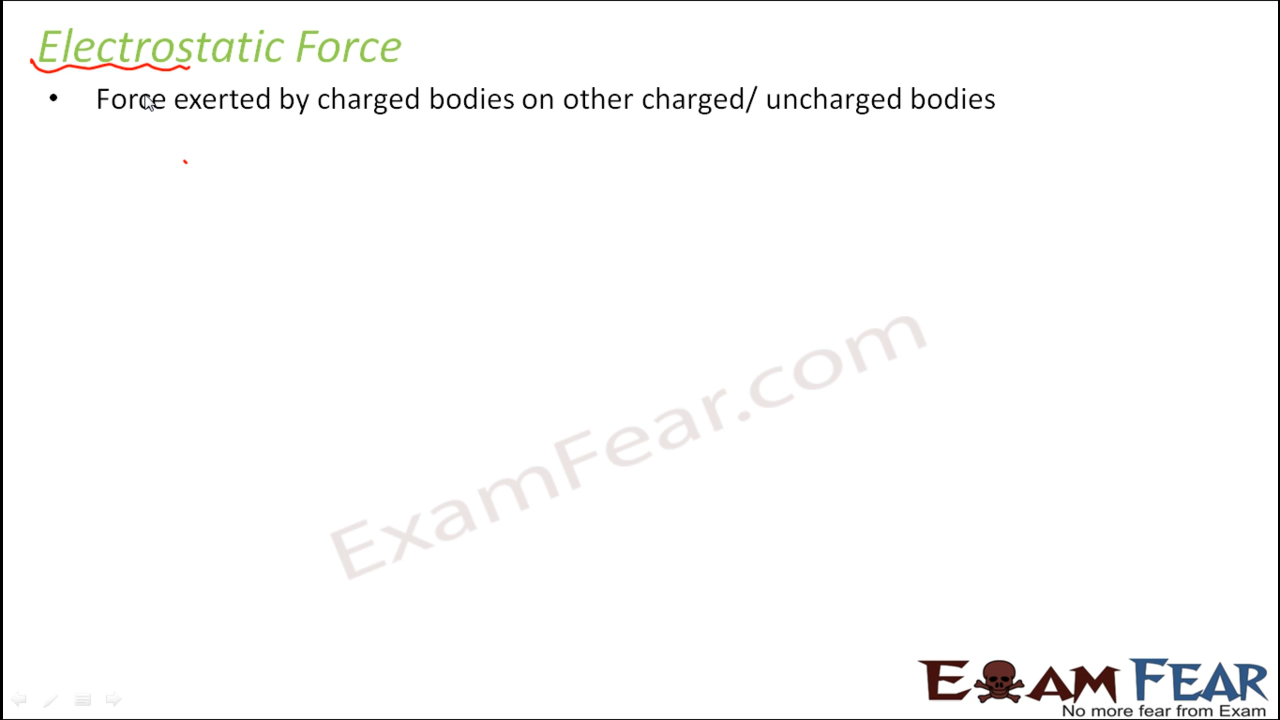 Electrostatic Force
• Force exerted by charged bodies on other charged/ uncharged bodies
ExamFear.com
EXAM FEAR
No more fear from Exam